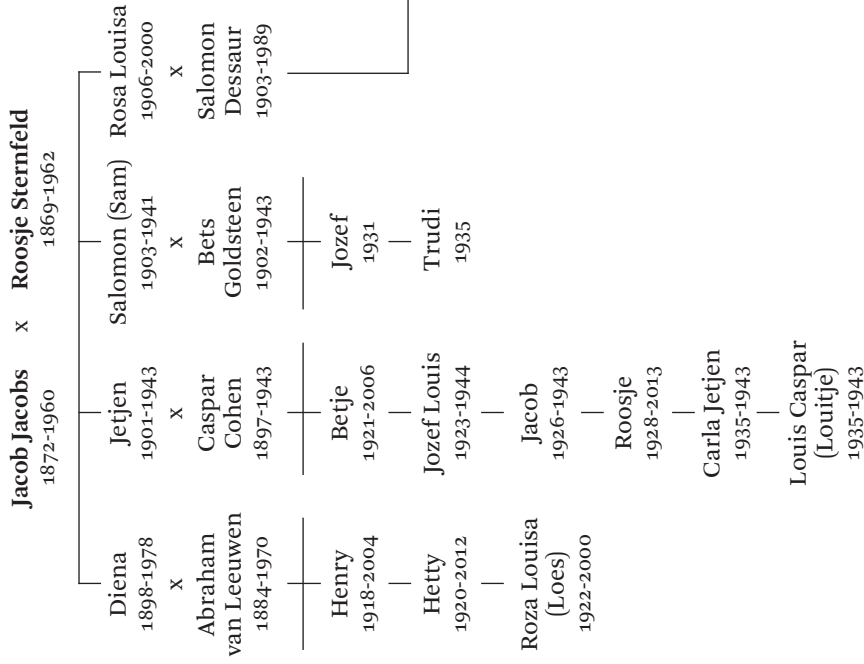 Jacob Jacobs x Roosje Sternfeld
1872-1960 1869-1962
Diena
1898-1978
x
Abraham
van Leeuwen
1884-1970
Henry
1918-2004
Hetty
1920-2012
Roza Louisa
(Loes)
1922-2000
Jetjen
1901-1943
x
Caspar
Cohen
1897-1943
Betje
1921-2006
Jozef Louis
1923-1944
Jacob
1926-1943
Roosje
1928-2013
Carla Jetjen
1935-1943
Louis Caspar
(Louitje)
1935-1943
Salomon (Sam)
1903-1941
x
Bets
Goldsteen
1902-1943
Jozef
1931
Trudi
1935
Rosa Louisa
1906-2000
x
Salomon
Dessaur
1903-1989